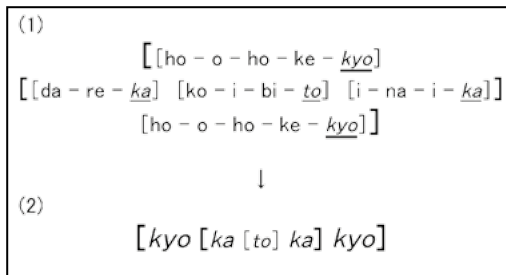 (1)
[[ho – o – ho – ke – kyo]
[[da – re – ka] [ko – i – bi – to] [i – na – i – ka]]
[ho – o – ho – ke – kyo]]
↓
(2)
[kyo [ka [to] ka] kyo]